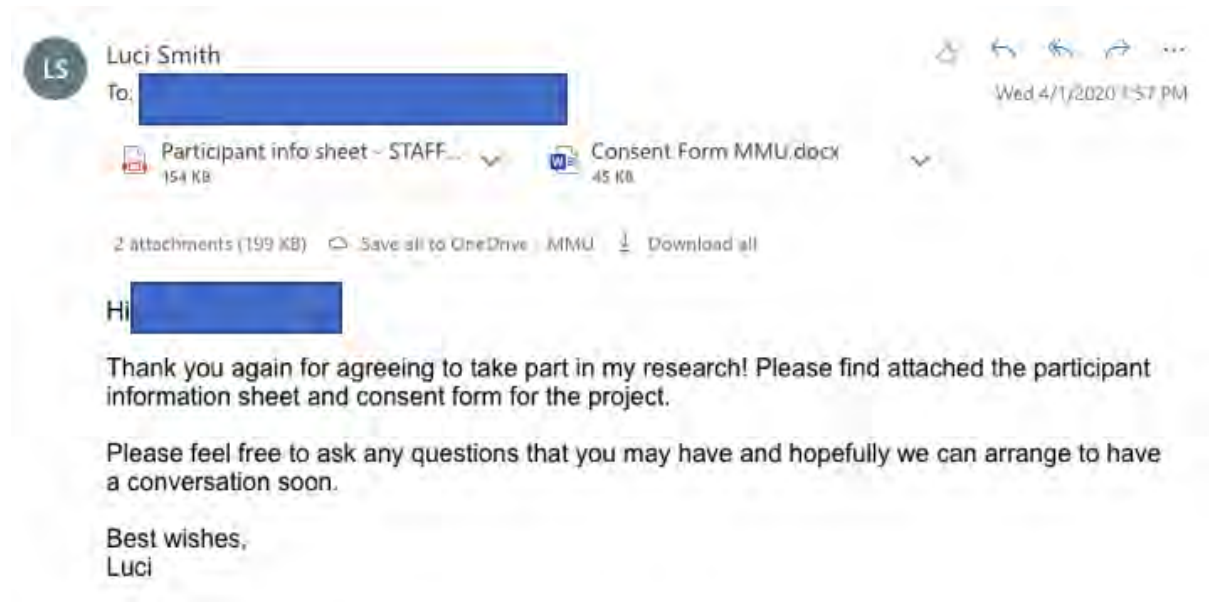 LS
Luci Smith
To:
Wed 4/1/2020 1:57 PM
Participant info sheet - STAFF...
154 KB
Consent Form MMU.docx
45 KB
2 attachments (199 KB) Save all to OneDrive - MMU Download all
Hi
Thank you again for agreeing to take part in my research! Please find attached the participant
information sheet and consent form for the project.
Please feel free to ask any questions that you may have and hopefully we can arrange to have
a conversation soon.
Best wishes,
Luci